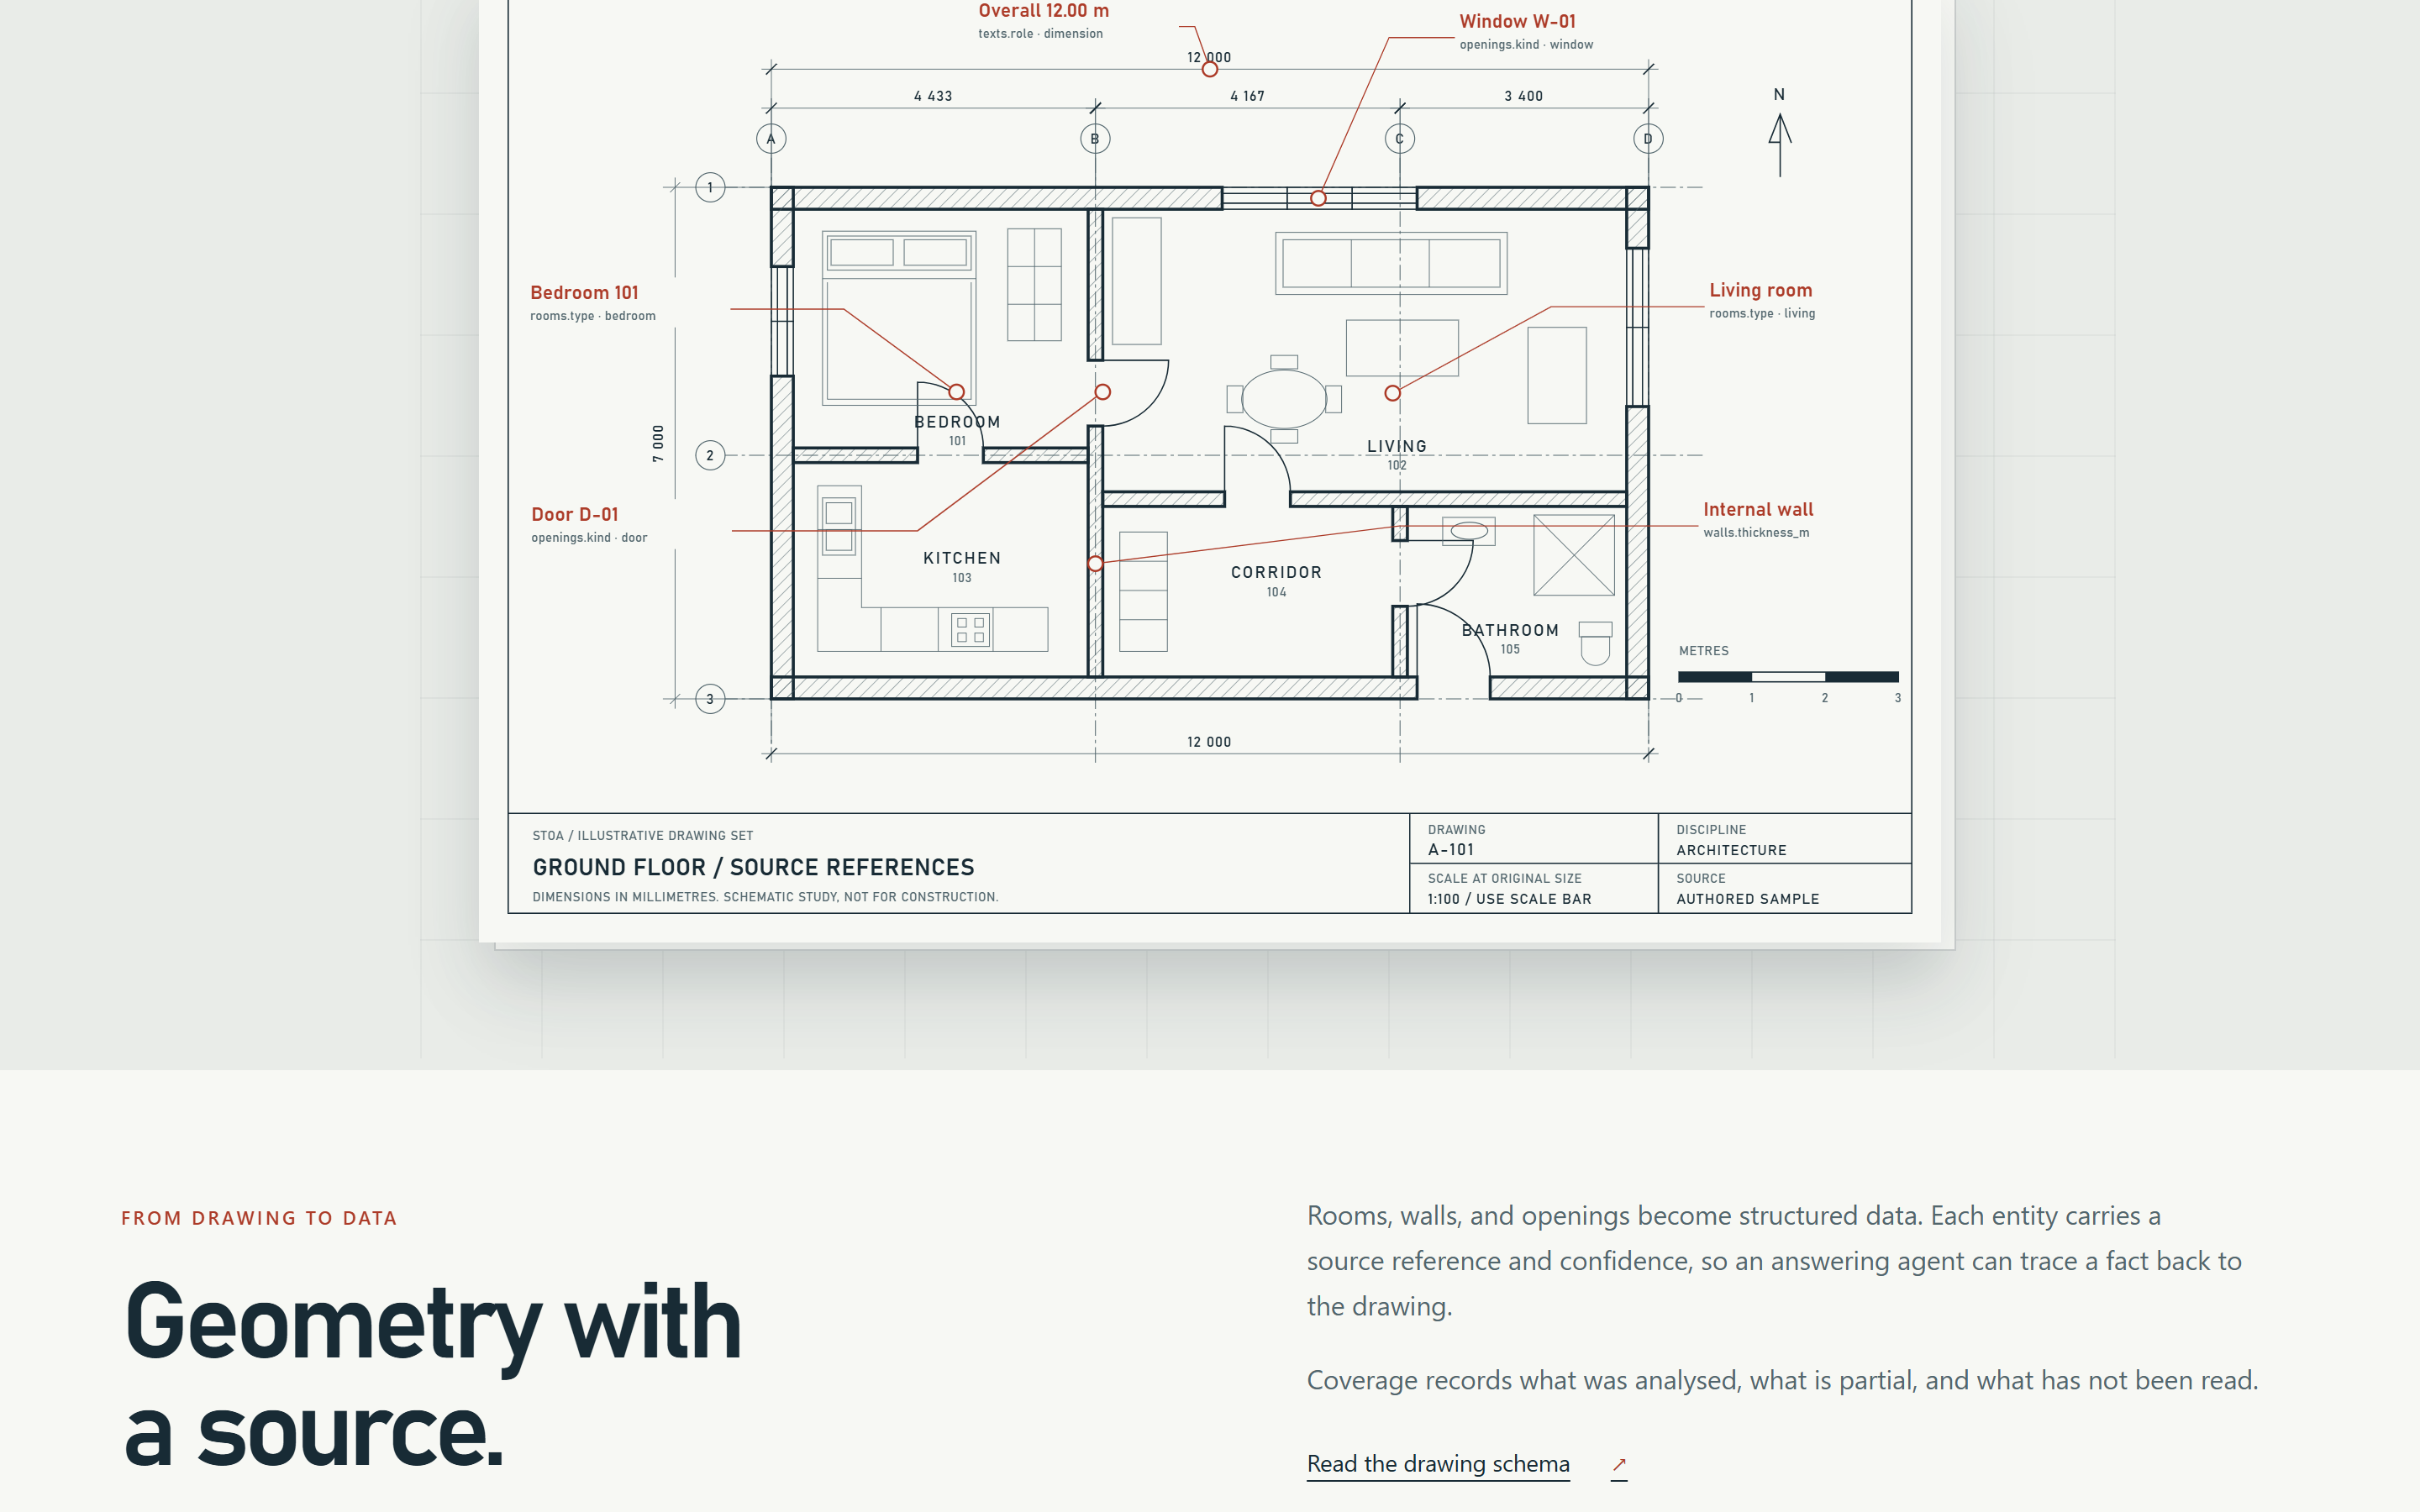 Overall 12.00 m
texts.role · dimension
Window W-01
openings.kind · window
12 000
4 433
4 167
3 400
N
A
B
C
D
1
Bedroom 101
rooms.type · bedroom
Living room
rooms.type · living
BEDROOM
101
7 000
2
LIVING
102
Door D-01
openings.kind · door
Internal wall
walls.thickness_m
KITCHEN
103
CORRIDOR
104
BATHROOM
105
METRES
0 1 2 3
3
12 000
STOA / ILLUSTRATIVE DRAWING SET
GROUND FLOOR / SOURCE REFERENCES
DIMENSIONS IN MILLIMETRES. SCHEMATIC STUDY, NOT FOR CONSTRUCTION.
DRAWING
A-101
DISCIPLINE
ARCHITECTURE
SCALE AT ORIGINAL SIZE
1:100 / USE SCALE BAR
SOURCE
AUTHORED SAMPLE
FROM DRAWING TO DATA
Geometry with
a source.
Rooms, walls, and openings become structured data. Each entity carries a
source reference and confidence, so an answering agent can trace a fact back to
the drawing.
Coverage records what was analysed, what is partial, and what has not been read.
Read the drawing schema ↗